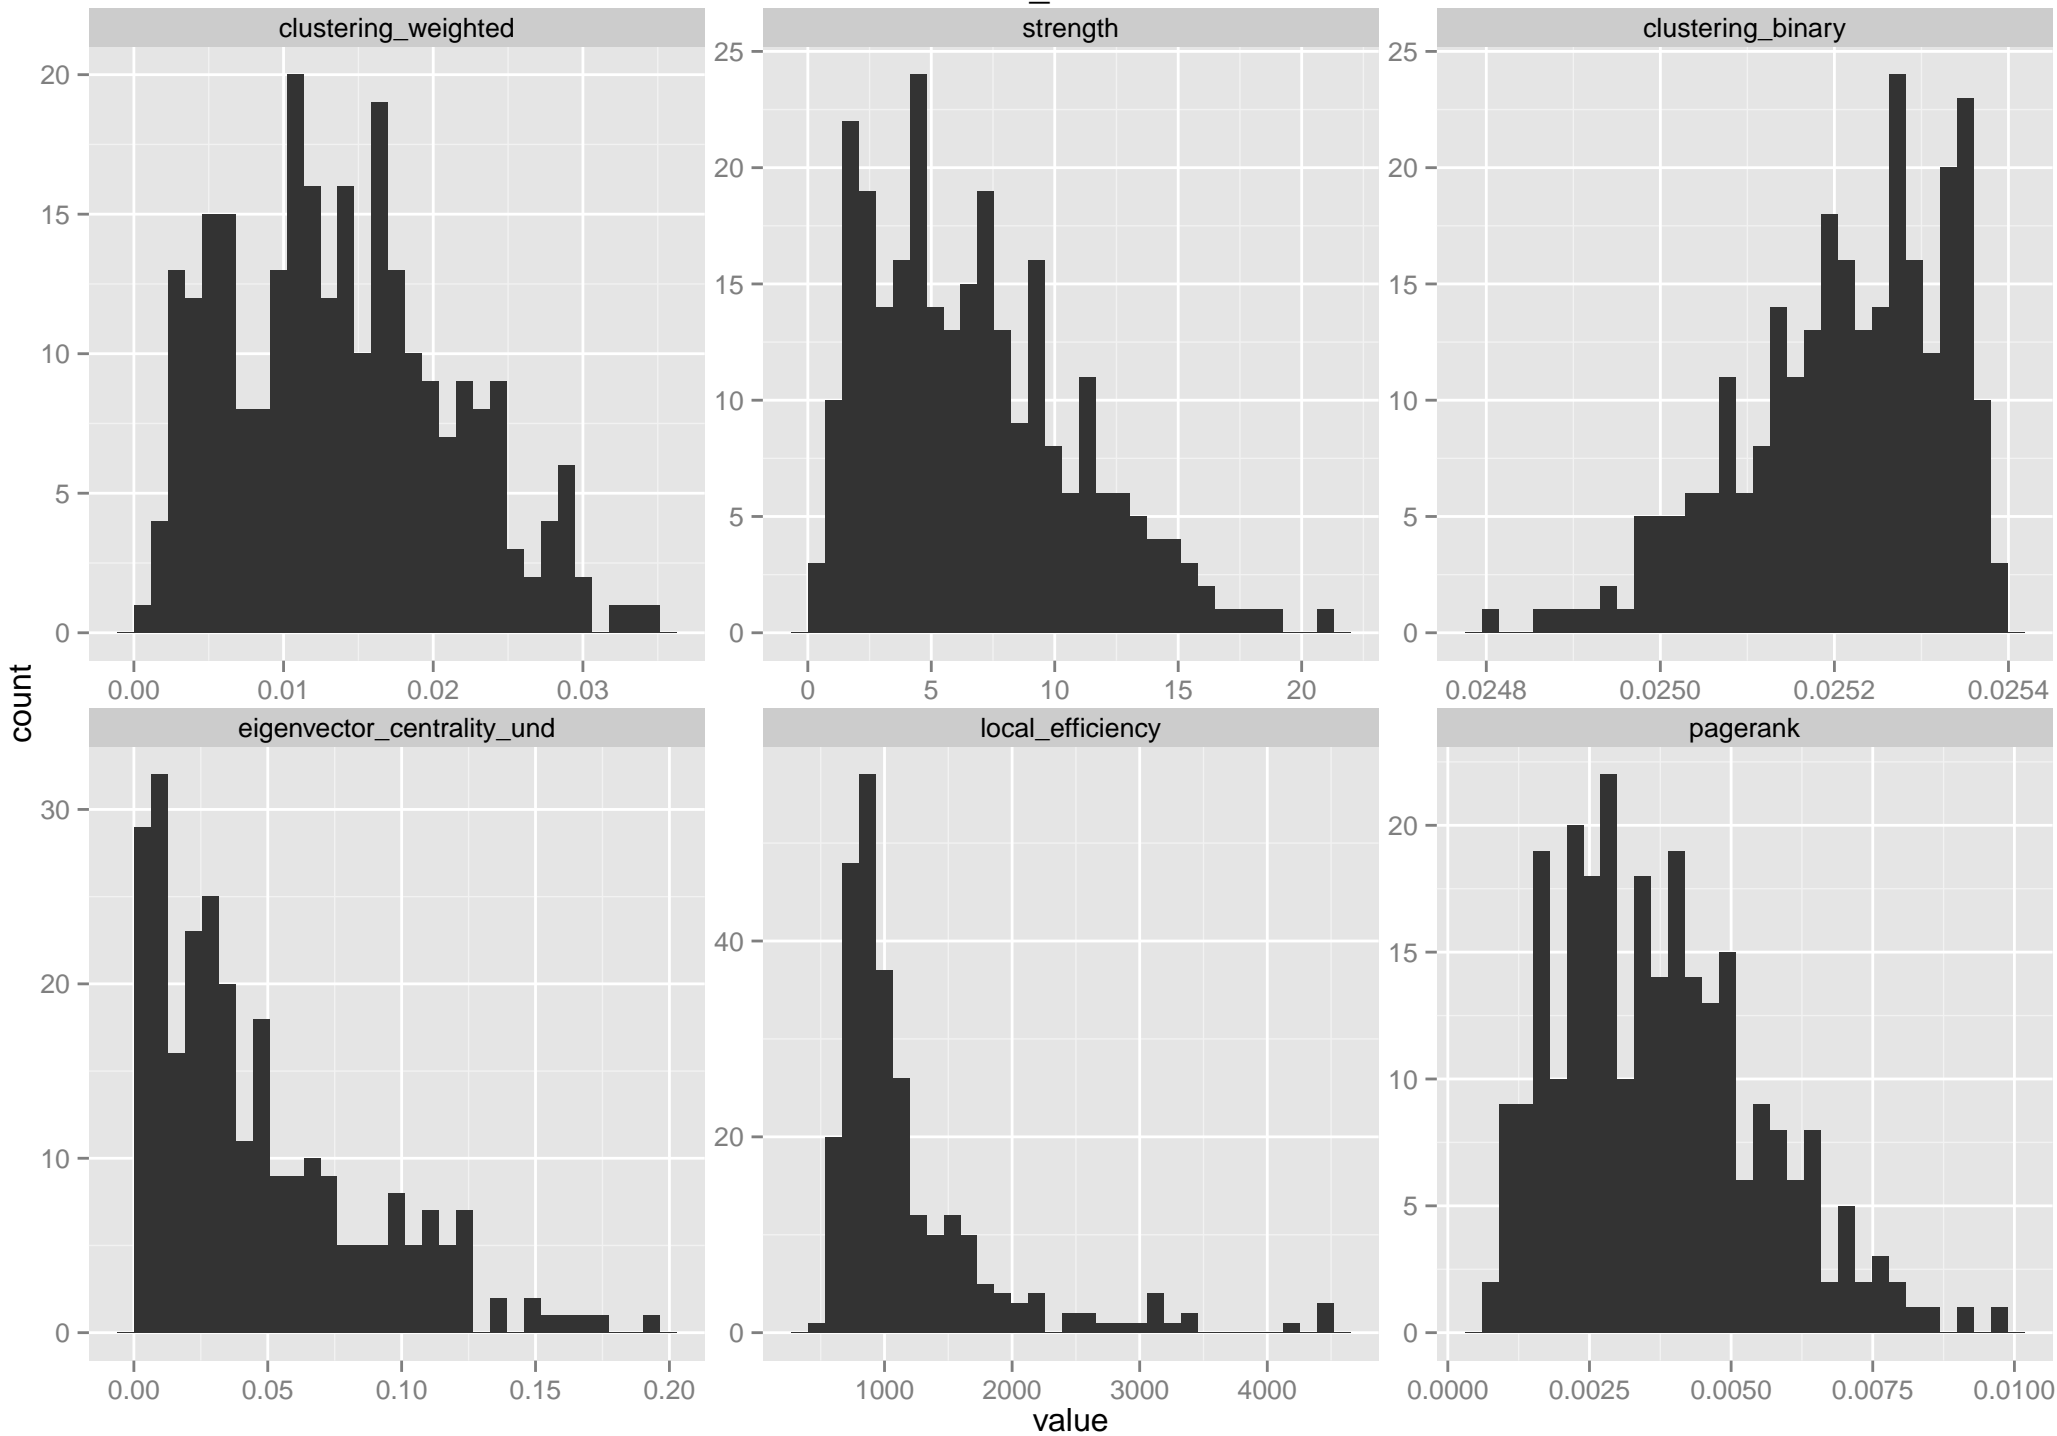 clustering_weighted
strength
clustering_binary
20
15
10
5
0
0.00 0.01 0.02 0.03
25
20
15
10
5
0
0 5 10 15 20
25
20
15
10
5
0
0.0248 0.0250 0.0252 0.0254
count
eigenvector_centrality_und
local_efficiency
pagerank
30
20
10
0
0.00 0.05 0.10 0.15 0.20
40
20
0
1000 2000 3000 4000
20
15
10
5
0
0.0000 0.0025 0.0050 0.0075 0.0100
value